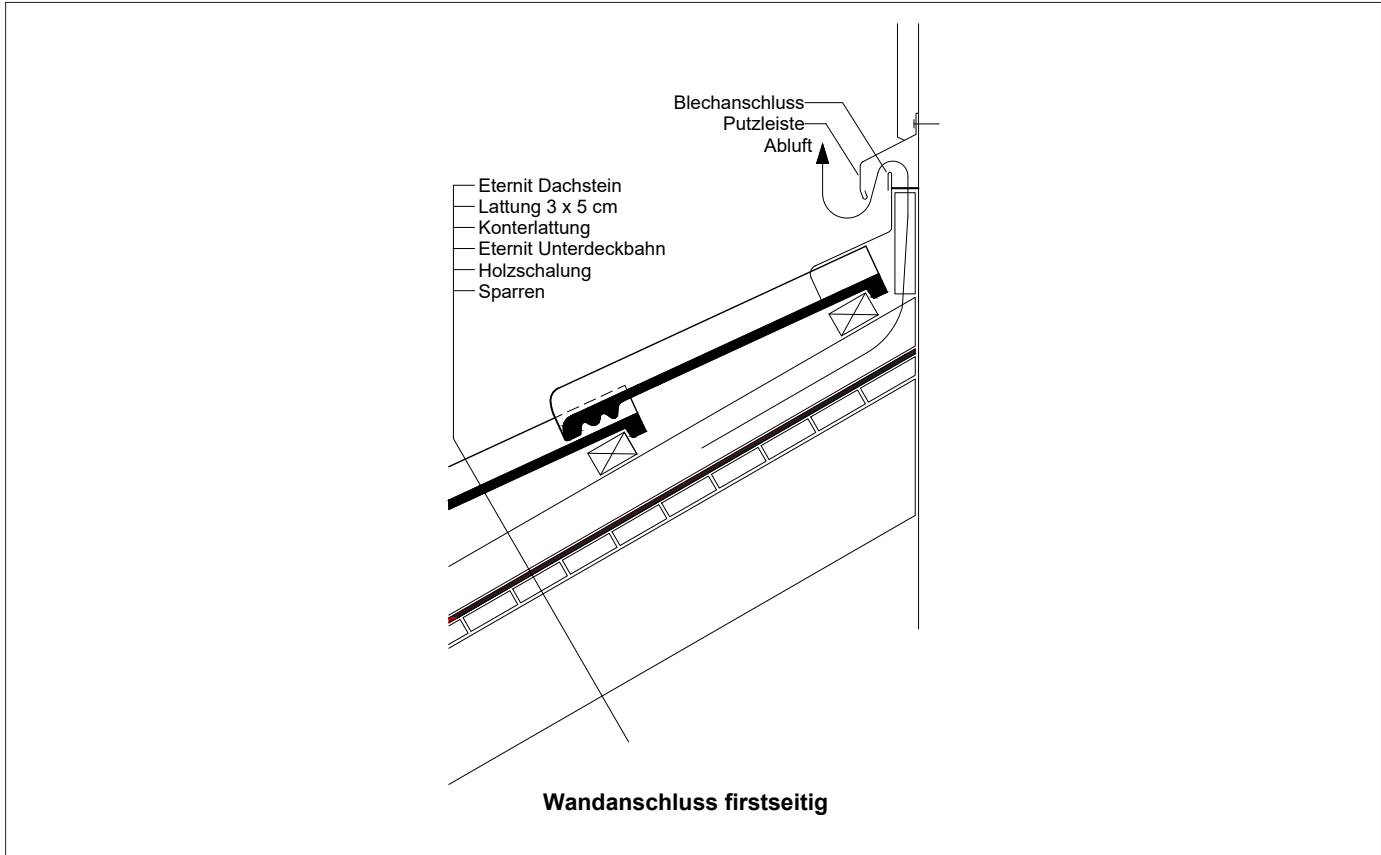 Blechanschluss
Putzleiste
Abluft
Eternit Dachstein
Lattung 3 x 5 cm
Konterlattung
Eternit Unterdeckbahn
Holzschalung
Sparren
Wandanschluss firstseitig